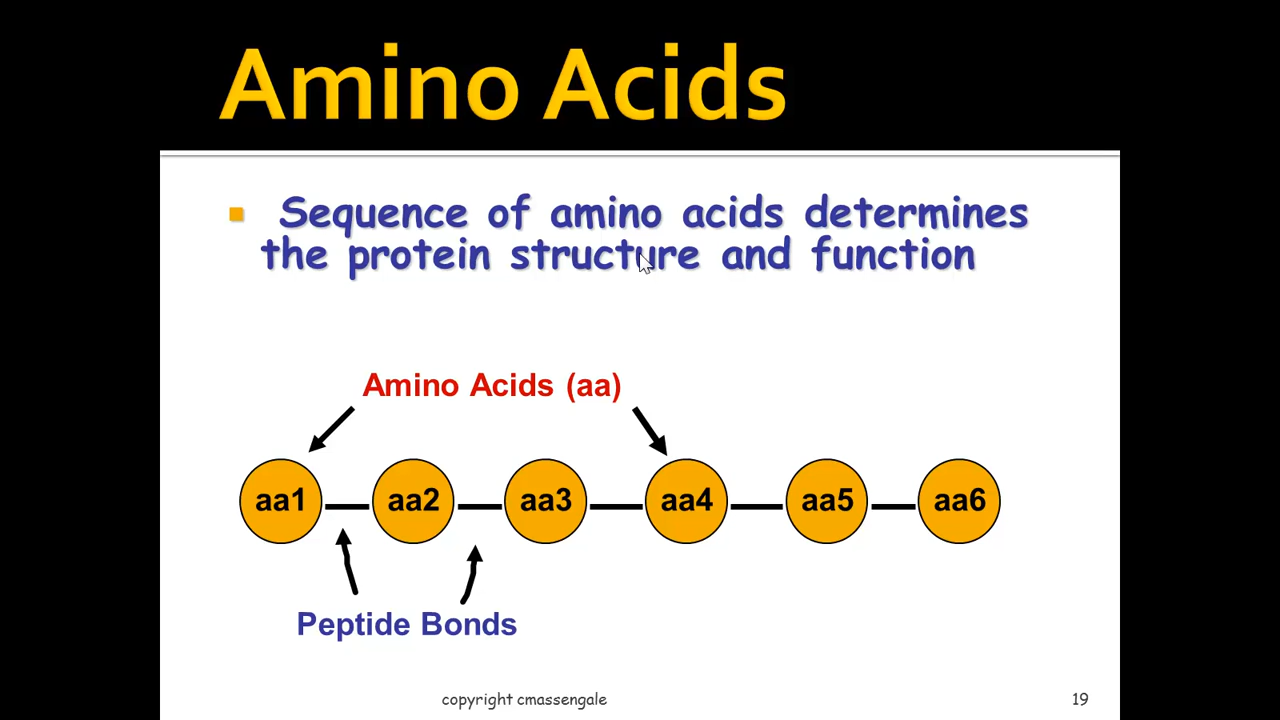 Amino Acids
Sequence of amino acids determines
the protein structure and function
Amino Acids (aa)
aa1 aa2 aa3 aa4 aa5 aa6
Peptide Bonds
copyright cmassengale 19